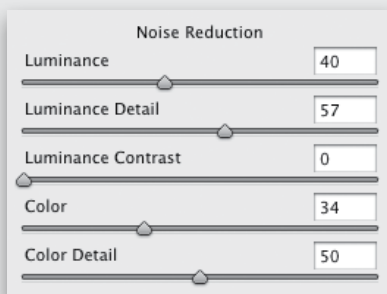 Noise Reduction
Luminance 40
Luminance Detail 57
Luminance Contrast 0
Color 34
Color Detail 50